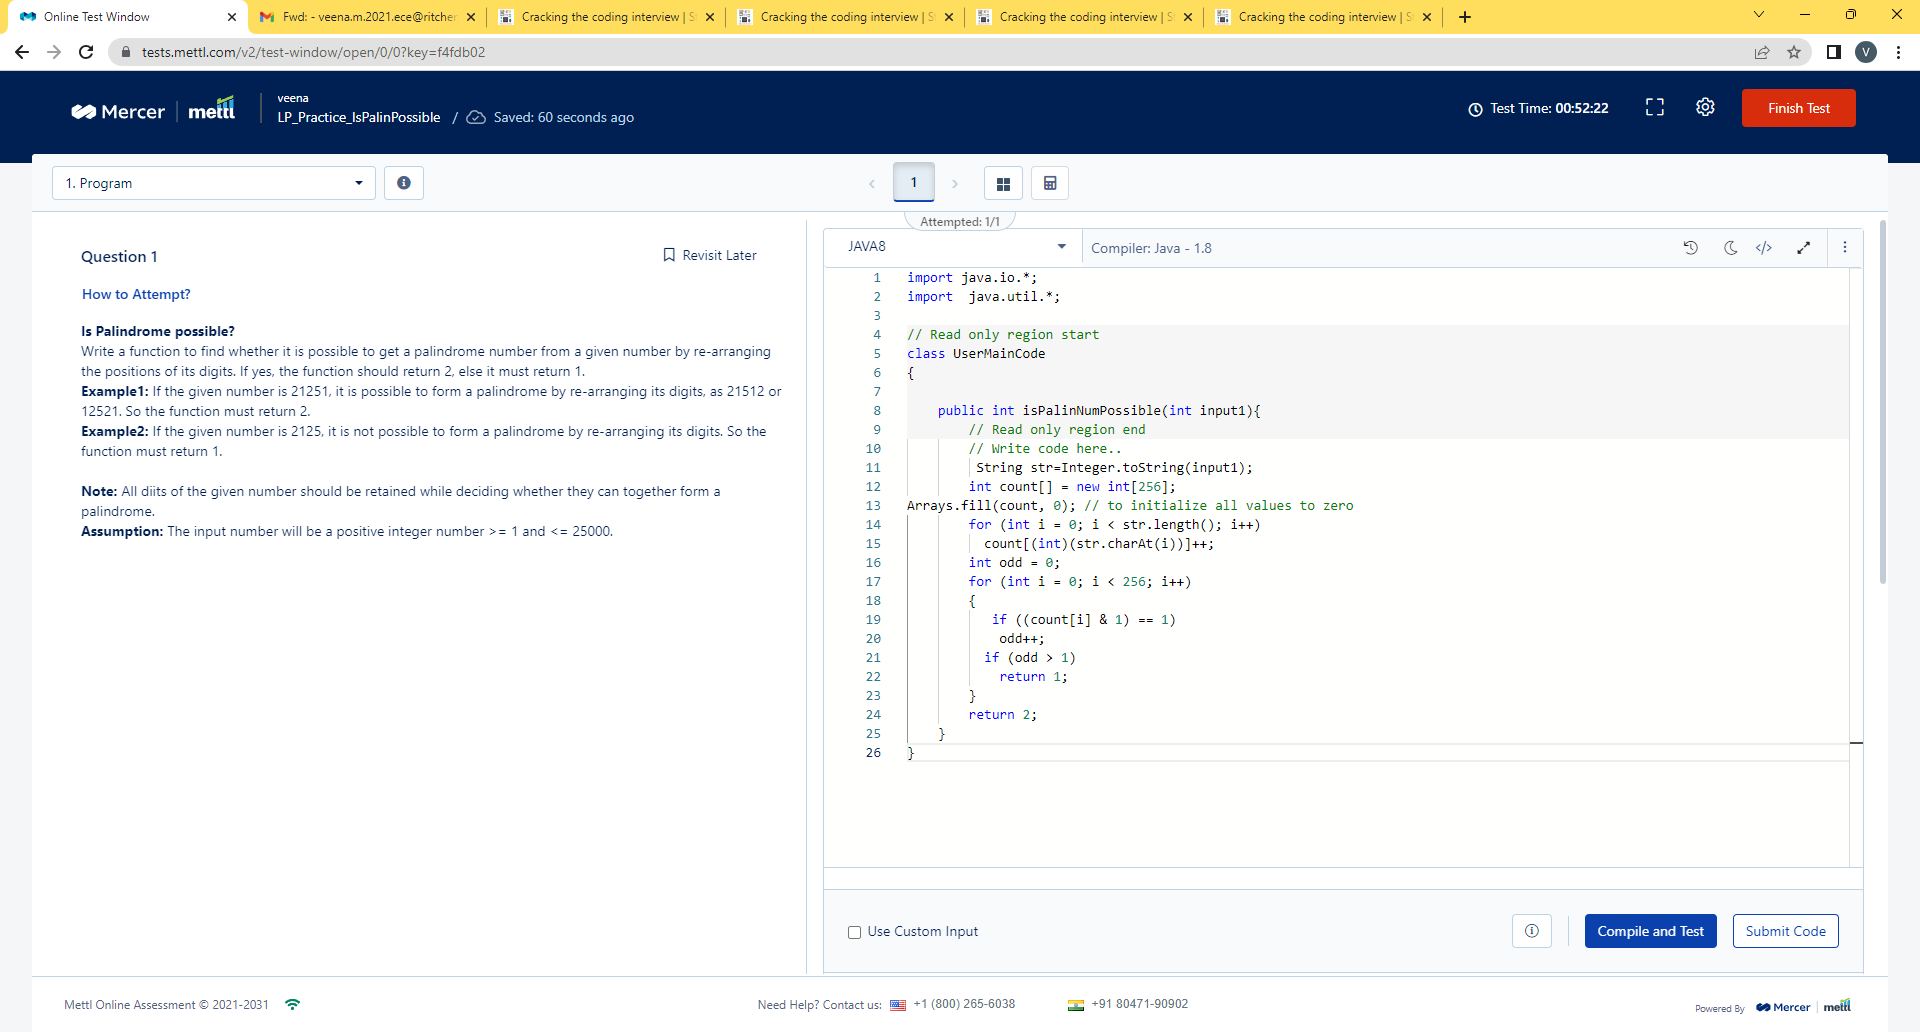 Online Test Window
Fwd: - veena.m.2021.ece@ritcher
Cracking the coding interview | S
Cracking the coding interview | S
Cracking the coding interview | S
Cracking the coding interview | S
tests.mettl.com/v2/test-window/open/0/0?key=f4fdb02
V
Mercer | mettl
veena
LP_Practice_IsPalinPossible / Saved: 60 seconds ago
Test Time: 00:52:22
Finish Test
1. Program
1
Attempted: 1/1
Question 1
Revisit Later
How to Attempt?
Is Palindrome possible?
Write a function to find whether it is possible to get a palindrome number from a given number by re-arranging
the positions of its digits. If yes, the function should return 2, else it must return 1.
Example1: If the given number is 21251, it is possible to form a palindrome by re-arranging its digits, as 21512 or
12521. So the function must return 2.
Example2: If the given number is 2125, it is not possible to form a palindrome by re-arranging its digits. So the
function must return 1.
Note: All diits of the given number should be retained while deciding whether they can together form a
palindrome.
Assumption: The input number will be a positive integer number >= 1 and <= 25000.
JAVA8
Compiler: Java - 1.8
1 import java.io.*;
2 import  java.util.*;
3
4 // Read only region start
5 class UserMainCode
6 {
7
8 public int isPalinNumPossible(int input1){
9 // Read only region end
10 // Write code here..
11 String str=Integer.toString(input1);
12 int count[] = new int[256];
13 Arrays.fill(count, 0); // to initialize all values to zero
14 for (int i = 0; i < str.length(); i++)
15 count[(int)(str.charAt(i))]++;
16 int odd = 0;
17 for (int i = 0; i < 256; i++)
18 {
19 if ((count[i] & 1) == 1)
20 odd++;
21 if (odd > 1)
22 return 1;
23 }
24 return 2;
25 }
26 }
Use Custom Input
Compile and Test
Submit Code
Mettl Online Assessment © 2021-2031
Need Help? Contact us: +1 (800) 265-6038
+91 80471-90902
Powered By Mercer | mettl